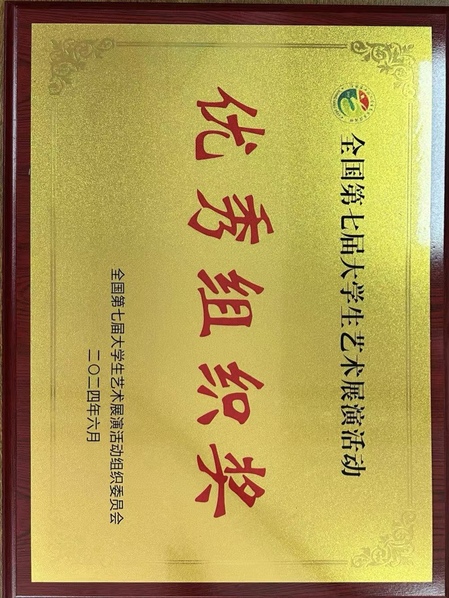 全国第七届大学生艺术展演活动
优秀组织奖
全国第七届大学生艺术展演活动组织委员会
二〇二四年六月